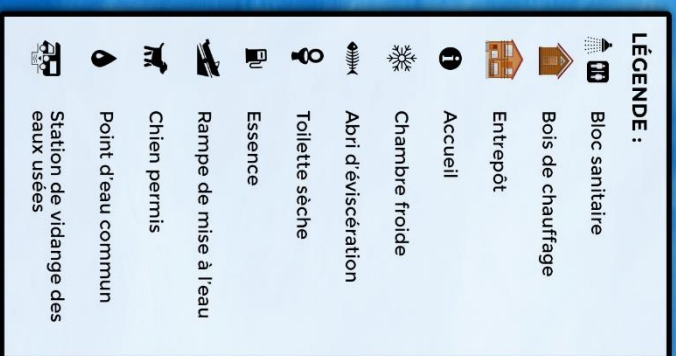 LÉGENDE :
Bloc sanitaire
Bois de chauffage
Entrepôt
Accueil
Chambre froide
Abri d'éviscération
Toilette sèche
Essence
Rampe de mise à l'eau
Chien permis
Point d'eau commun
Station de vidange des
eaux usées